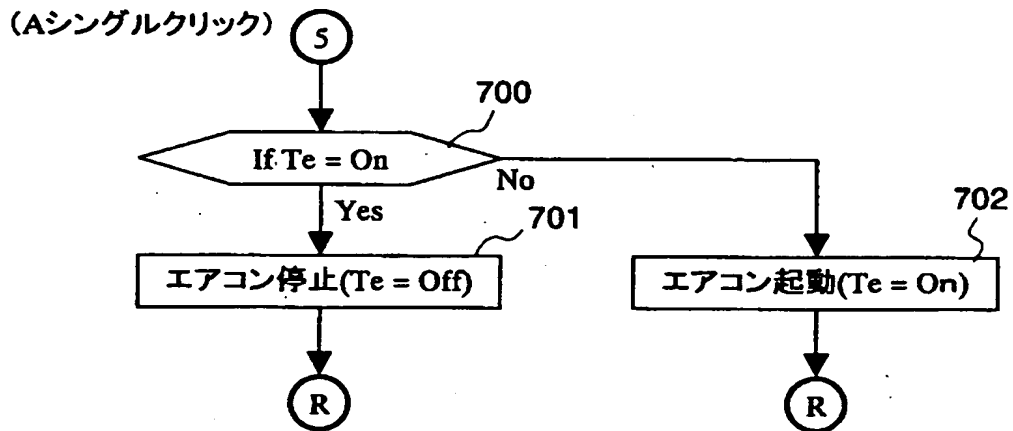 (Aシングルクリック)
5
700
If Te = On
No
Yes
701
702
エアコン停止(Te = Off)
エアコン起動(Te = On)
R
R